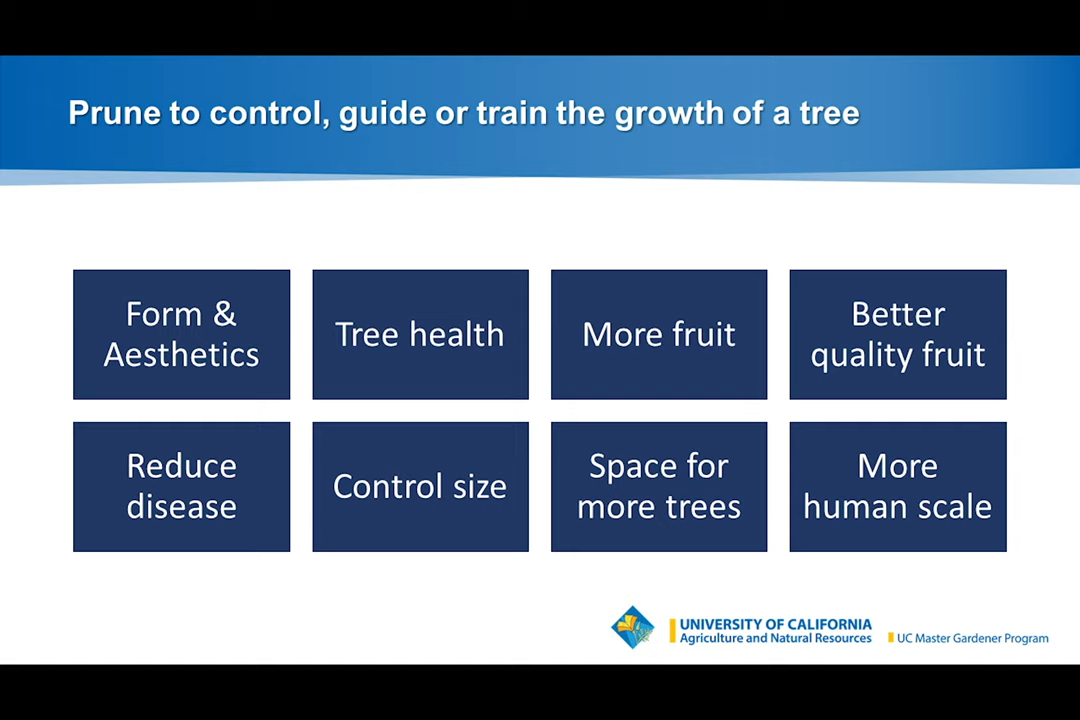 Prune to control, guide or train the growth of a tree
Form &
Aesthetics
Tree health
More fruit
Better
quality fruit
Reduce
disease
Control size
Space for
more trees
More
human scale
UNIVERSITY OF CALIFORNIA
Agriculture and Natural Resources
UC Master Gardener Program